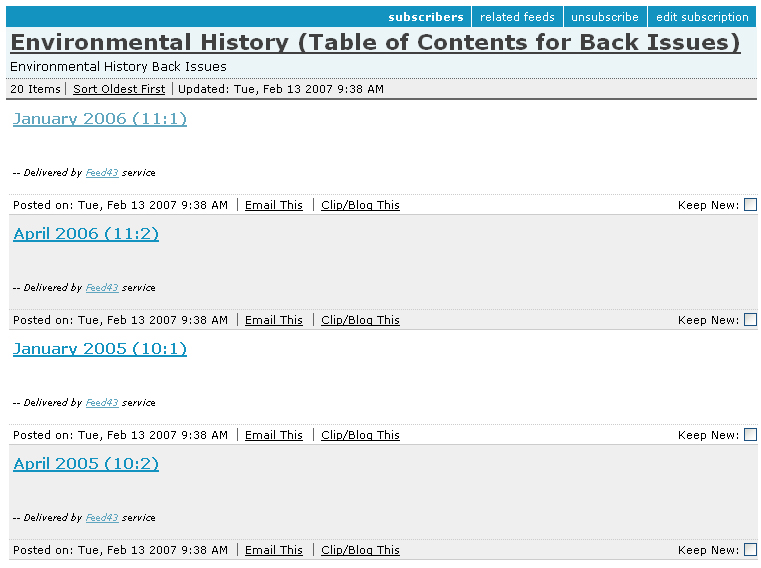 subscribers | related feeds | unsubscribe | edit subscription
Environmental History (Table of Contents for Back Issues)
Environmental History Back Issues
20 Items | Sort Oldest First | Updated: Tue, Feb 13 2007 9:38 AM
January 2006 (11:1)
-- Delivered by Feed43 service
Posted on: Tue, Feb 13 2007 9:38 AM | Email This | Clip/Blog This Keep New:
April 2006 (11:2)
-- Delivered by Feed43 service
Posted on: Tue, Feb 13 2007 9:38 AM | Email This | Clip/Blog This Keep New:
January 2005 (10:1)
-- Delivered by Feed43 service
Posted on: Tue, Feb 13 2007 9:38 AM | Email This | Clip/Blog This Keep New:
April 2005 (10:2)
-- Delivered by Feed43 service
Posted on: Tue, Feb 13 2007 9:38 AM | Email This | Clip/Blog This Keep New: